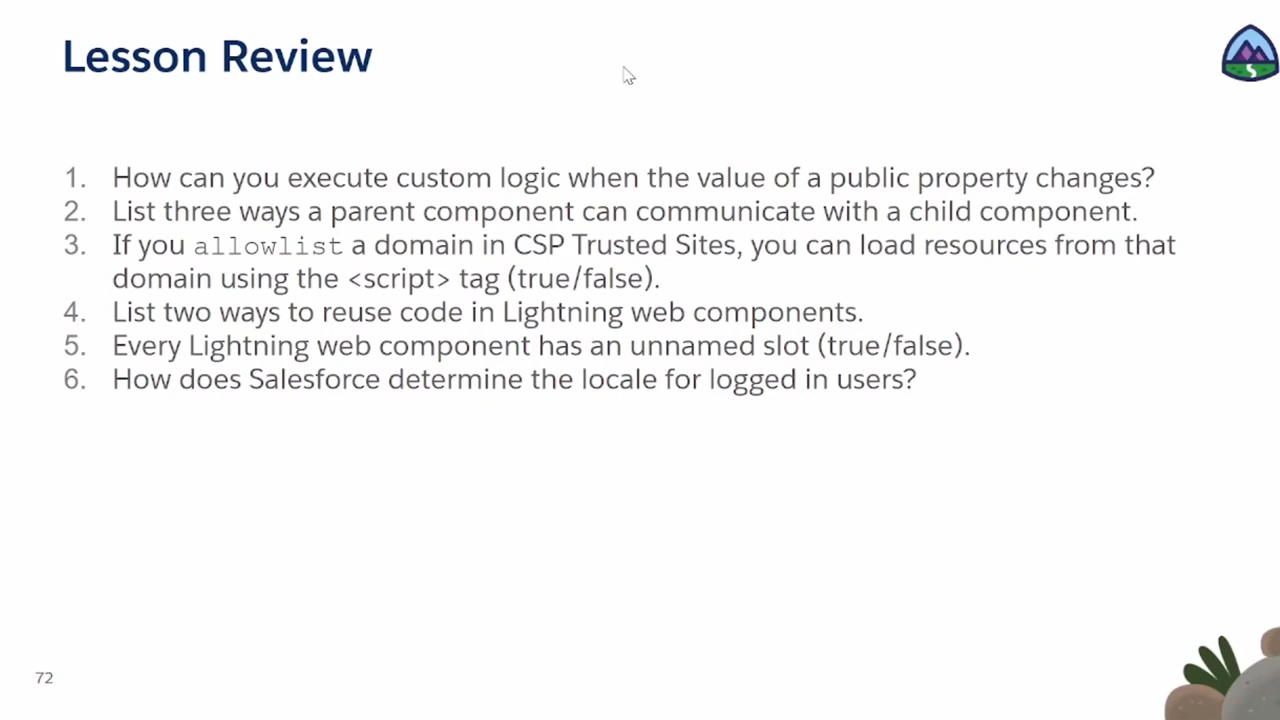 Lesson Review
1. How can you execute custom logic when the value of a public property changes?
2. List three ways a parent component can communicate with a child component.
3. If you allowlist a domain in CSP Trusted Sites, you can load resources from that
domain using the <script> tag (true/false).
4. List two ways to reuse code in Lightning web components.
5. Every Lightning web component has an unnamed slot (true/false).
6. How does Salesforce determine the locale for logged in users?
72